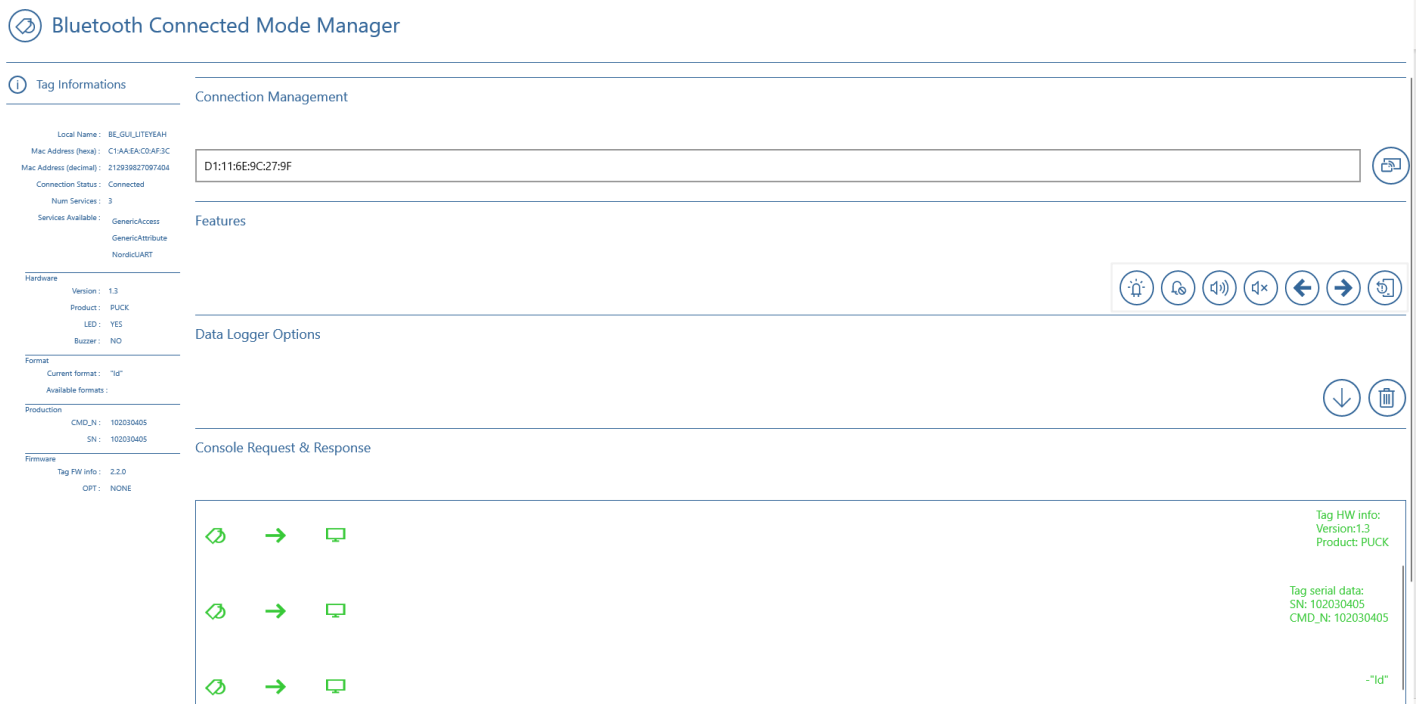 Bluetooth Connected Mode Manager
Tag Informations
Local Name : BE_GUI_LITEYEAH
Mac Address (hexa) : C1:AA:EA:C0:AF:3C
Mac Address (decimal) : 212939827097404
Connection Status : Connected
Num Services : 3
Services Available : GenericAccess
GenericAttribute
NordicUART
Hardware
Version : 1.3
Product : PUCK
LED : YES
Buzzer : NO
Format
Current format : "Id"
Available formats :
Production
CMD_N : 102030405
SN : 102030405
Firmware
Tag FW info : 2.2.0
OPT : NONE
Connection Management
D1:11:6E:9C:27:9F
Features
Data Logger Options
Console Request & Response
Tag HW info:
Version:1.3
Product: PUCK
Tag serial data:
SN: 102030405
CMD_N: 102030405
-"Id"